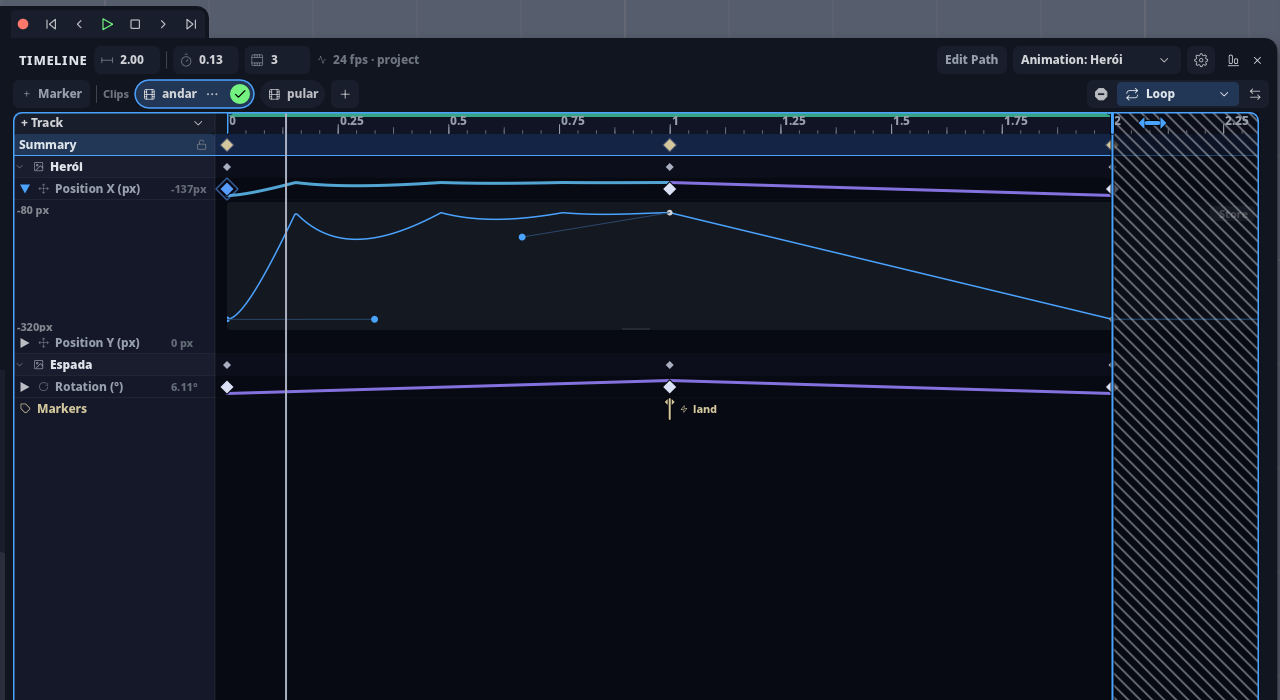 TIMELINE 2.00 0.13 3 24 fps · project Edit Path Animation: Herói
+ Marker Clips andar ··· pular + Loop
+ Track 0 0.25 0.5 0.75 1 1.25 1.5 1.75 2 2.25
Summary
Herói
Position X (px) -137px
-80 px Store
-320px
Position Y (px) 0 px
Espada
Rotation (º) 6.11°
Markers land